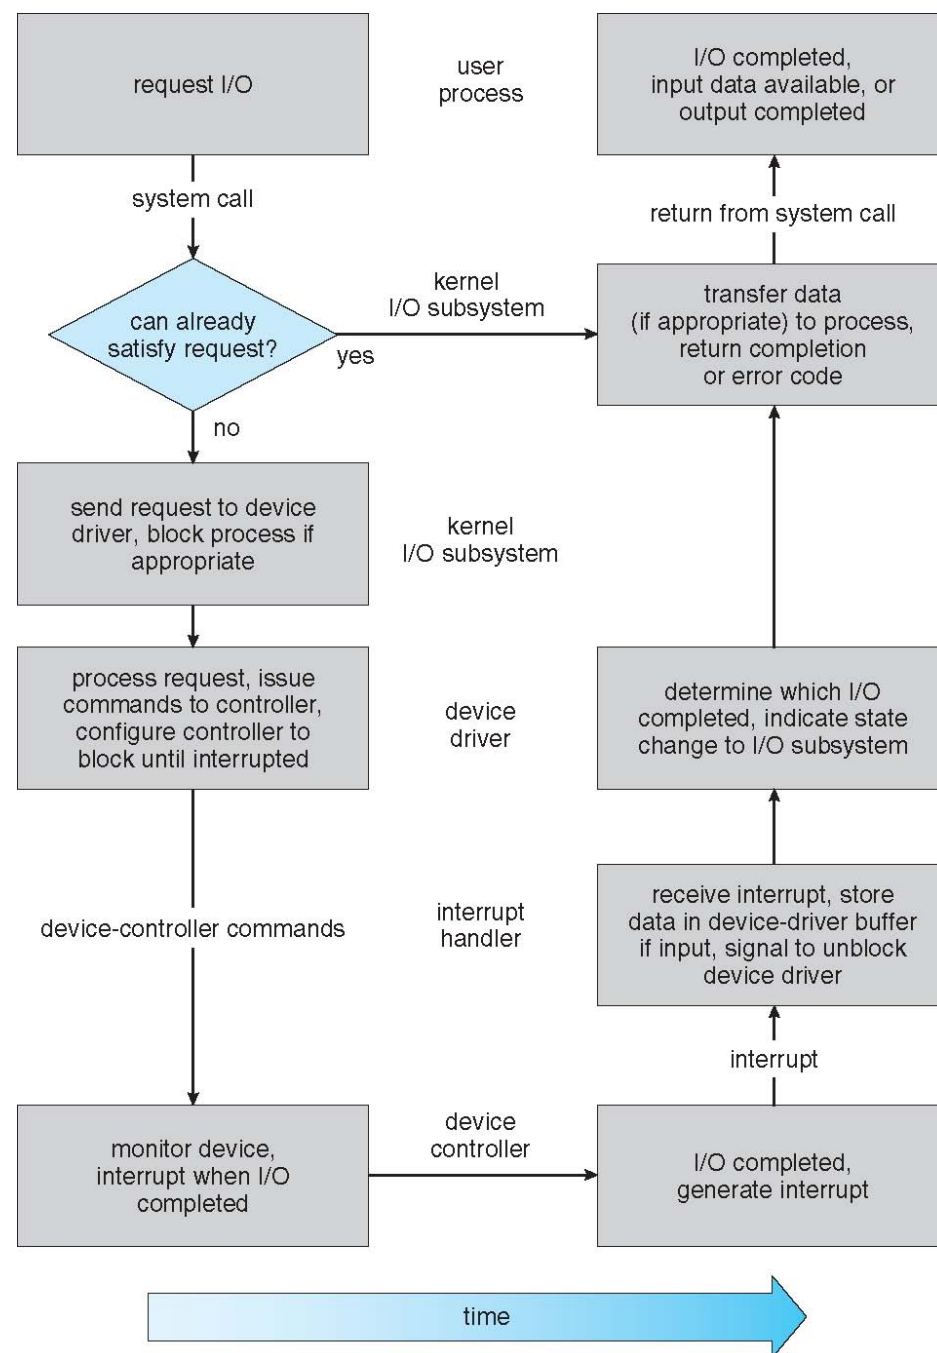 request I/O
user
process
I/O completed,
input data available, or
output completed
system call
return from system call
can already
satisfy request?
kernel
I/O subsystem
yes
transfer data
(if appropriate) to process,
return completion
or error code
no
send request to device
driver, block process if
appropriate
kernel
I/O subsystem
process request, issue
commands to controller,
configure controller to
block until interrupted
device
driver
determine which I/O
completed, indicate state
change to I/O subsystem
device-controller commands
interrupt
handler
receive interrupt, store
data in device-driver buffer
if input, signal to unblock
device driver
interrupt
monitor device,
interrupt when I/O
completed
device
controller
I/O completed,
generate interrupt
time